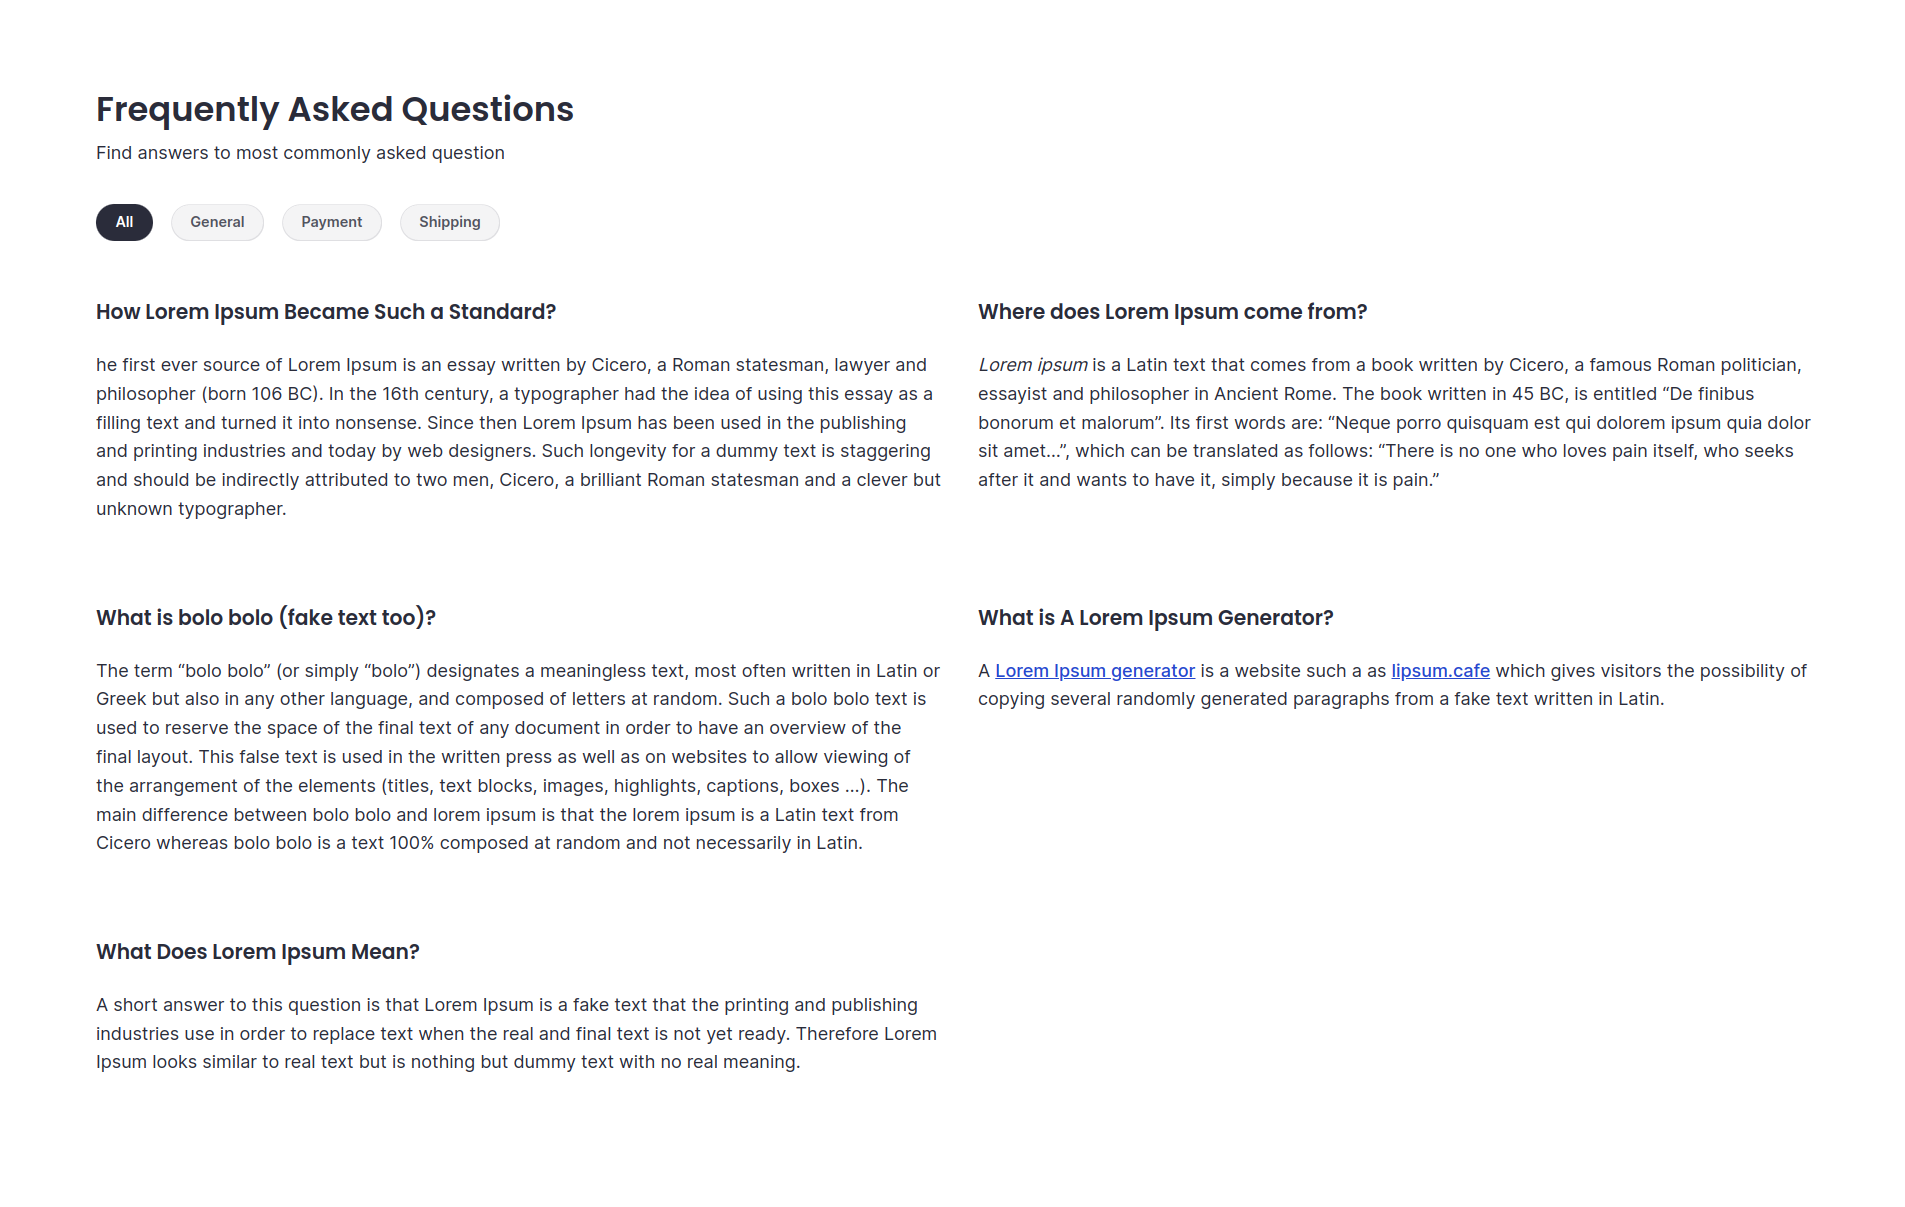 Frequently Asked Questions
Find answers to most commonly asked question
All
General
Payment
Shipping
How Lorem Ipsum Became Such a Standard?
he first ever source of Lorem Ipsum is an essay written by Cicero, a Roman statesman, lawyer and
philosopher (born 106 BC). In the 16th century, a typographer had the idea of using this essay as a
filling text and turned it into nonsense. Since then Lorem Ipsum has been used in the publishing
and printing industries and today by web designers. Such longevity for a dummy text is staggering
and should be indirectly attributed to two men, Cicero, a brilliant Roman statesman and a clever but
unknown typographer.
Where does Lorem Ipsum come from?
Lorem ipsum is a Latin text that comes from a book written by Cicero, a famous Roman politician,
essayist and philosopher in Ancient Rome. The book written in 45 BC, is entitled “De finibus
bonorum et malorum”. Its first words are: “Neque porro quisquam est qui dolorem ipsum quia dolor
sit amet…”, which can be translated as follows: “There is no one who loves pain itself, who seeks
after it and wants to have it, simply because it is pain.”
What is bolo bolo (fake text too)?
The term “bolo bolo” (or simply “bolo”) designates a meaningless text, most often written in Latin or
Greek but also in any other language, and composed of letters at random. Such a bolo bolo text is
used to reserve the space of the final text of any document in order to have an overview of the
final layout. This false text is used in the written press as well as on websites to allow viewing of
the arrangement of the elements (titles, text blocks, images, highlights, captions, boxes …). The
main difference between bolo bolo and lorem ipsum is that the lorem ipsum is a Latin text from
Cicero whereas bolo bolo is a text 100% composed at random and not necessarily in Latin.
What is A Lorem Ipsum Generator?
A Lorem Ipsum generator is a website such a as lipsum.cafe which gives visitors the possibility of
copying several randomly generated paragraphs from a fake text written in Latin.
What Does Lorem Ipsum Mean?
A short answer to this question is that Lorem Ipsum is a fake text that the printing and publishing
industries use in order to replace text when the real and final text is not yet ready. Therefore Lorem
Ipsum looks similar to real text but is nothing but dummy text with no real meaning.